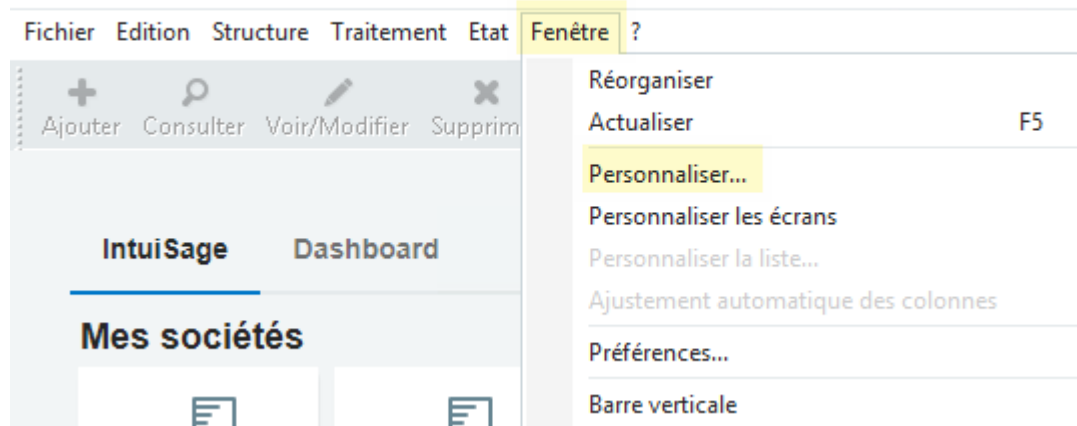 Fichier Edition Structure Traitement Etat Fenêtre ?
Ajouter Consulter Voir/Modifier Supprim
Réorganiser
Actualiser F5
Personnaliser...
Personnaliser les écrans
Personnaliser la liste...
Ajustement automatique des colonnes
Préférences...
Barre verticale
IntuiSage Dashboard
Mes sociétés